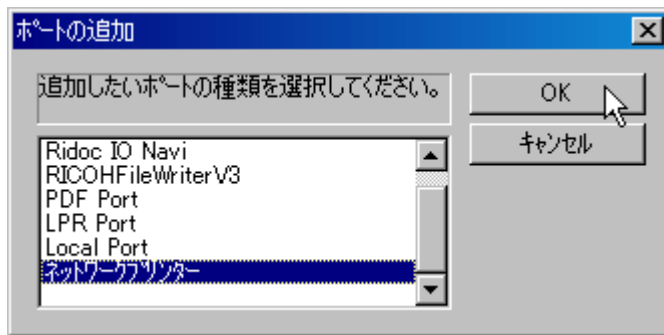 ﾎﾟｰﾄの追加
追加したいﾎﾟｰﾄの種類を選択してください。
OK
ｷｬﾝｾﾙ
Ridoc IO Navi
RICOHFileWriterV3
PDF Port
LPR Port
Local Port
ﾈｯﾄﾜｰｸﾌﾟﾘﾝﾀｰ